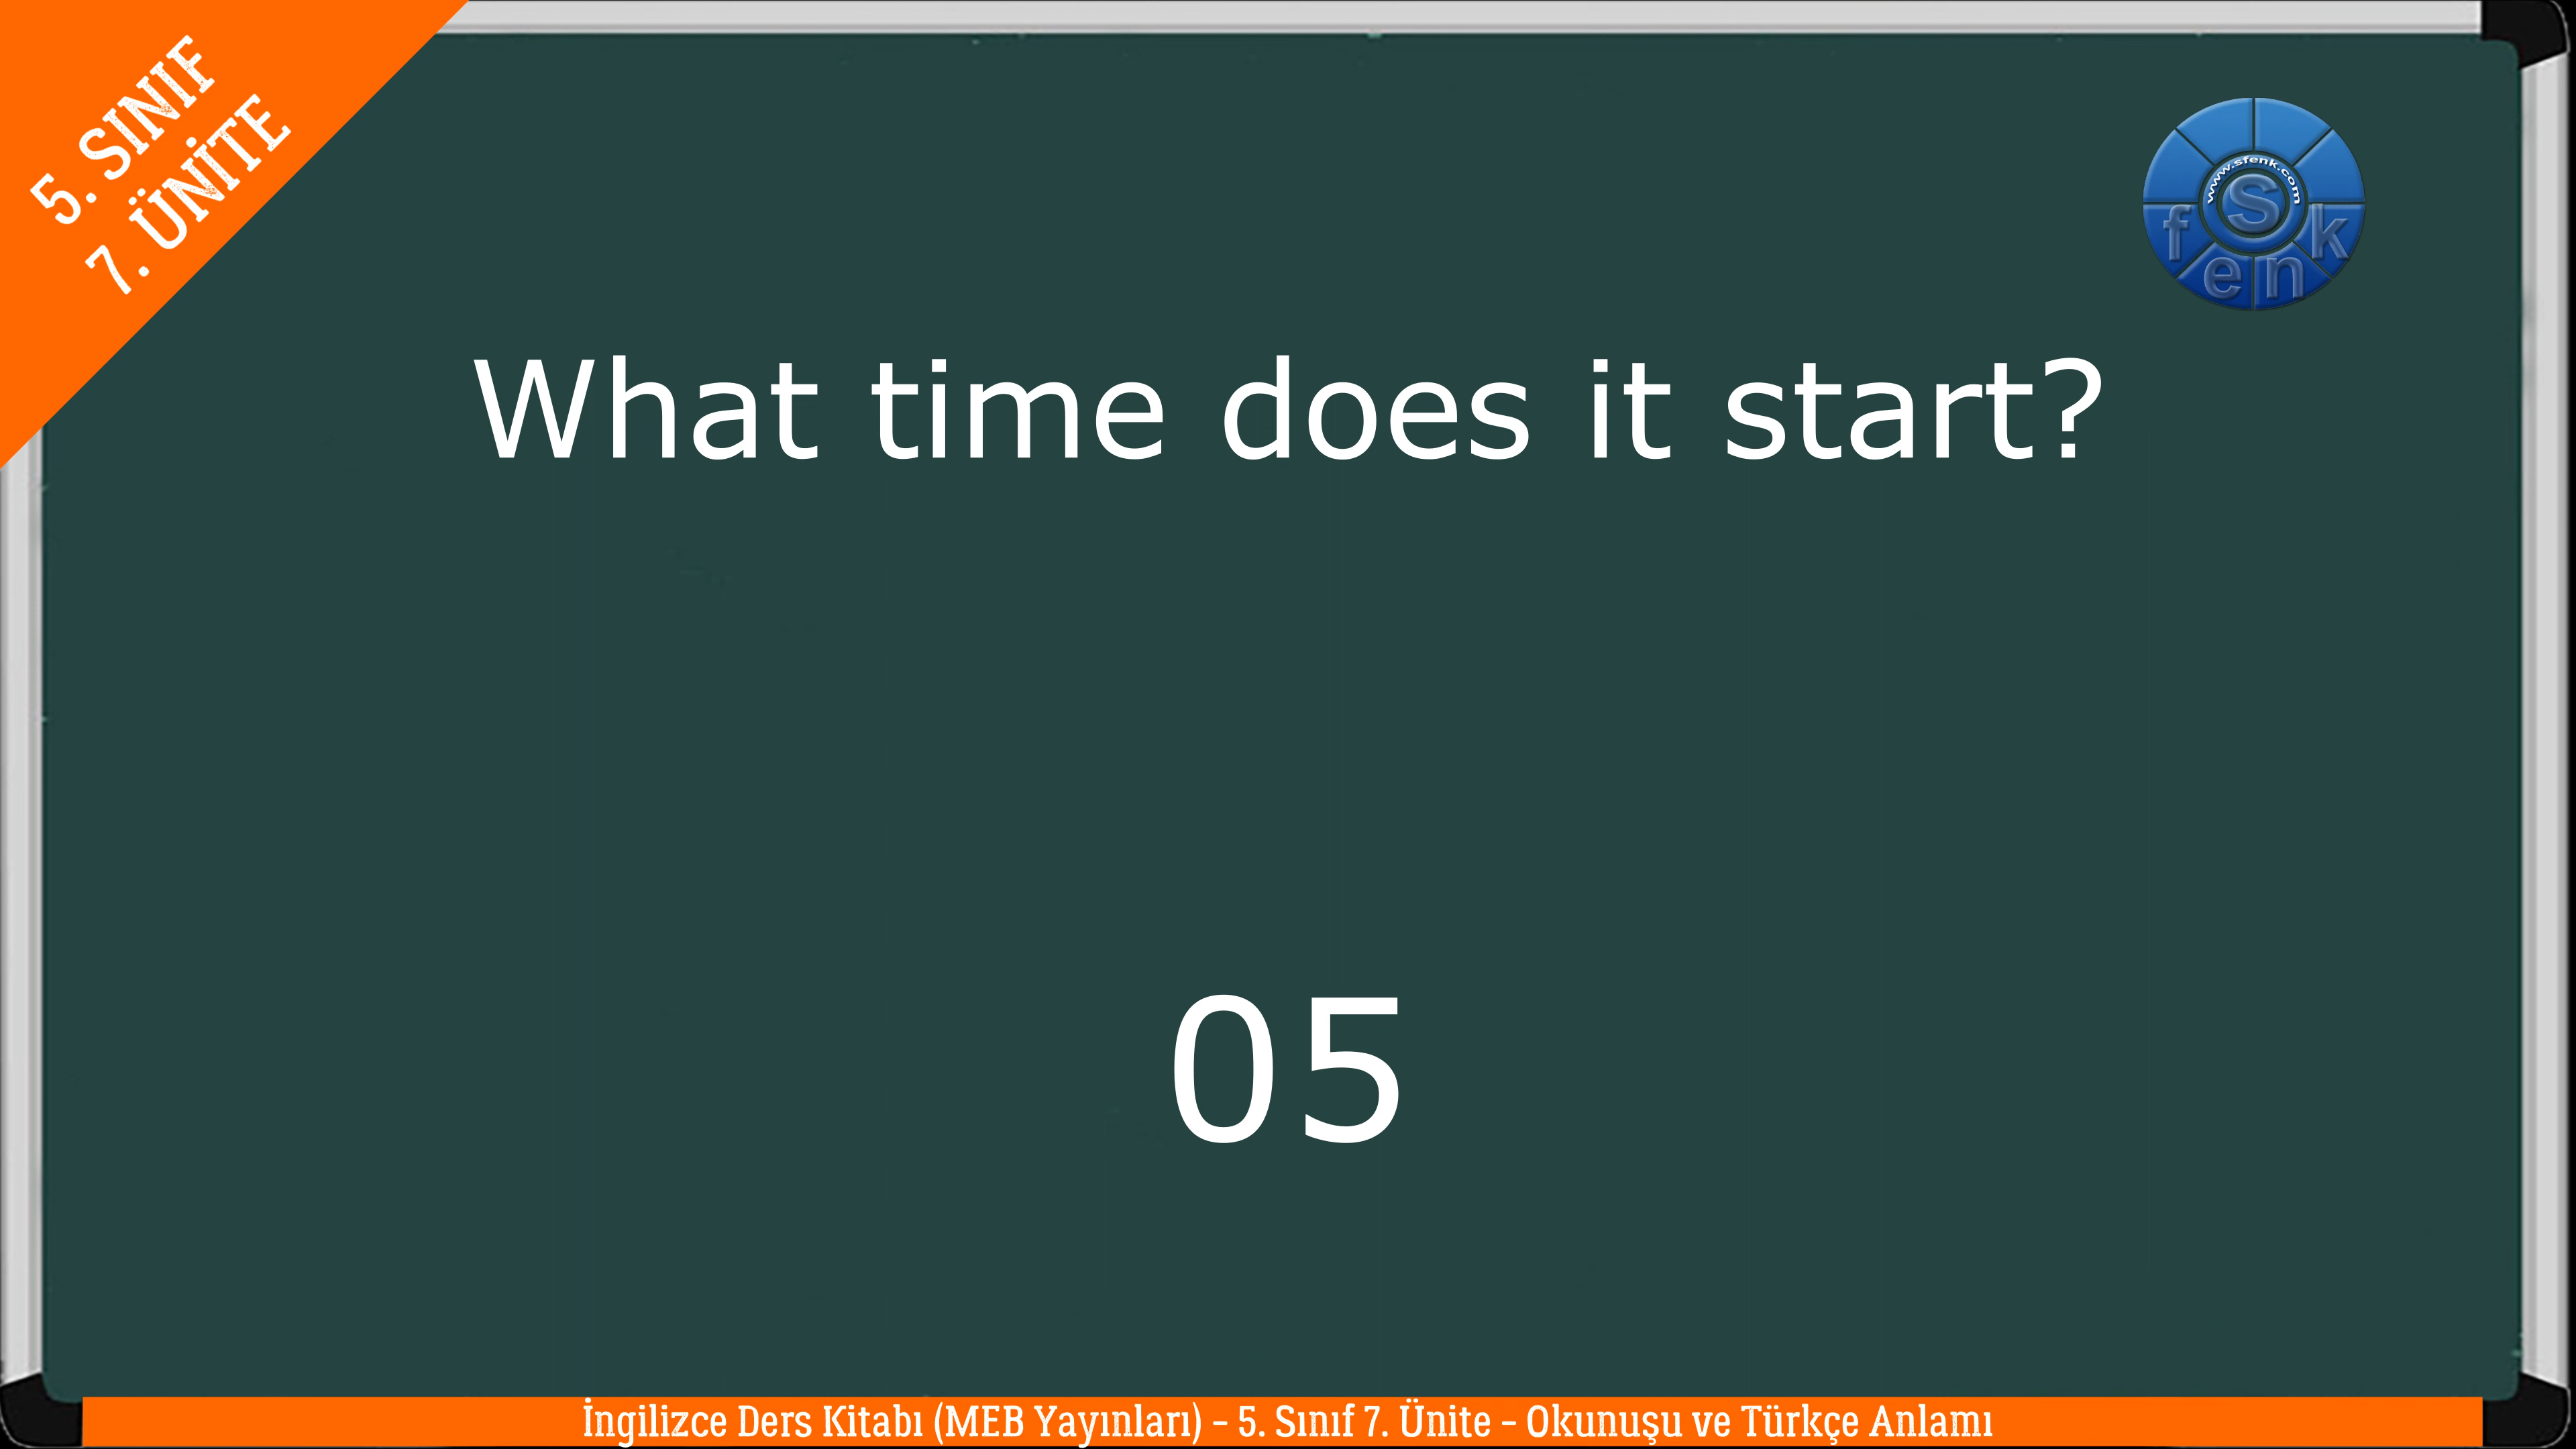 5. SINIF
7. ÜNİTE
www.sfenk.com
S
f e n k
What time does it start?
05
İngilizce Ders Kitabı (MEB Yayınları) – 5. Sınıf 7. Ünite – Okunuşu ve Türkçe Anlamı